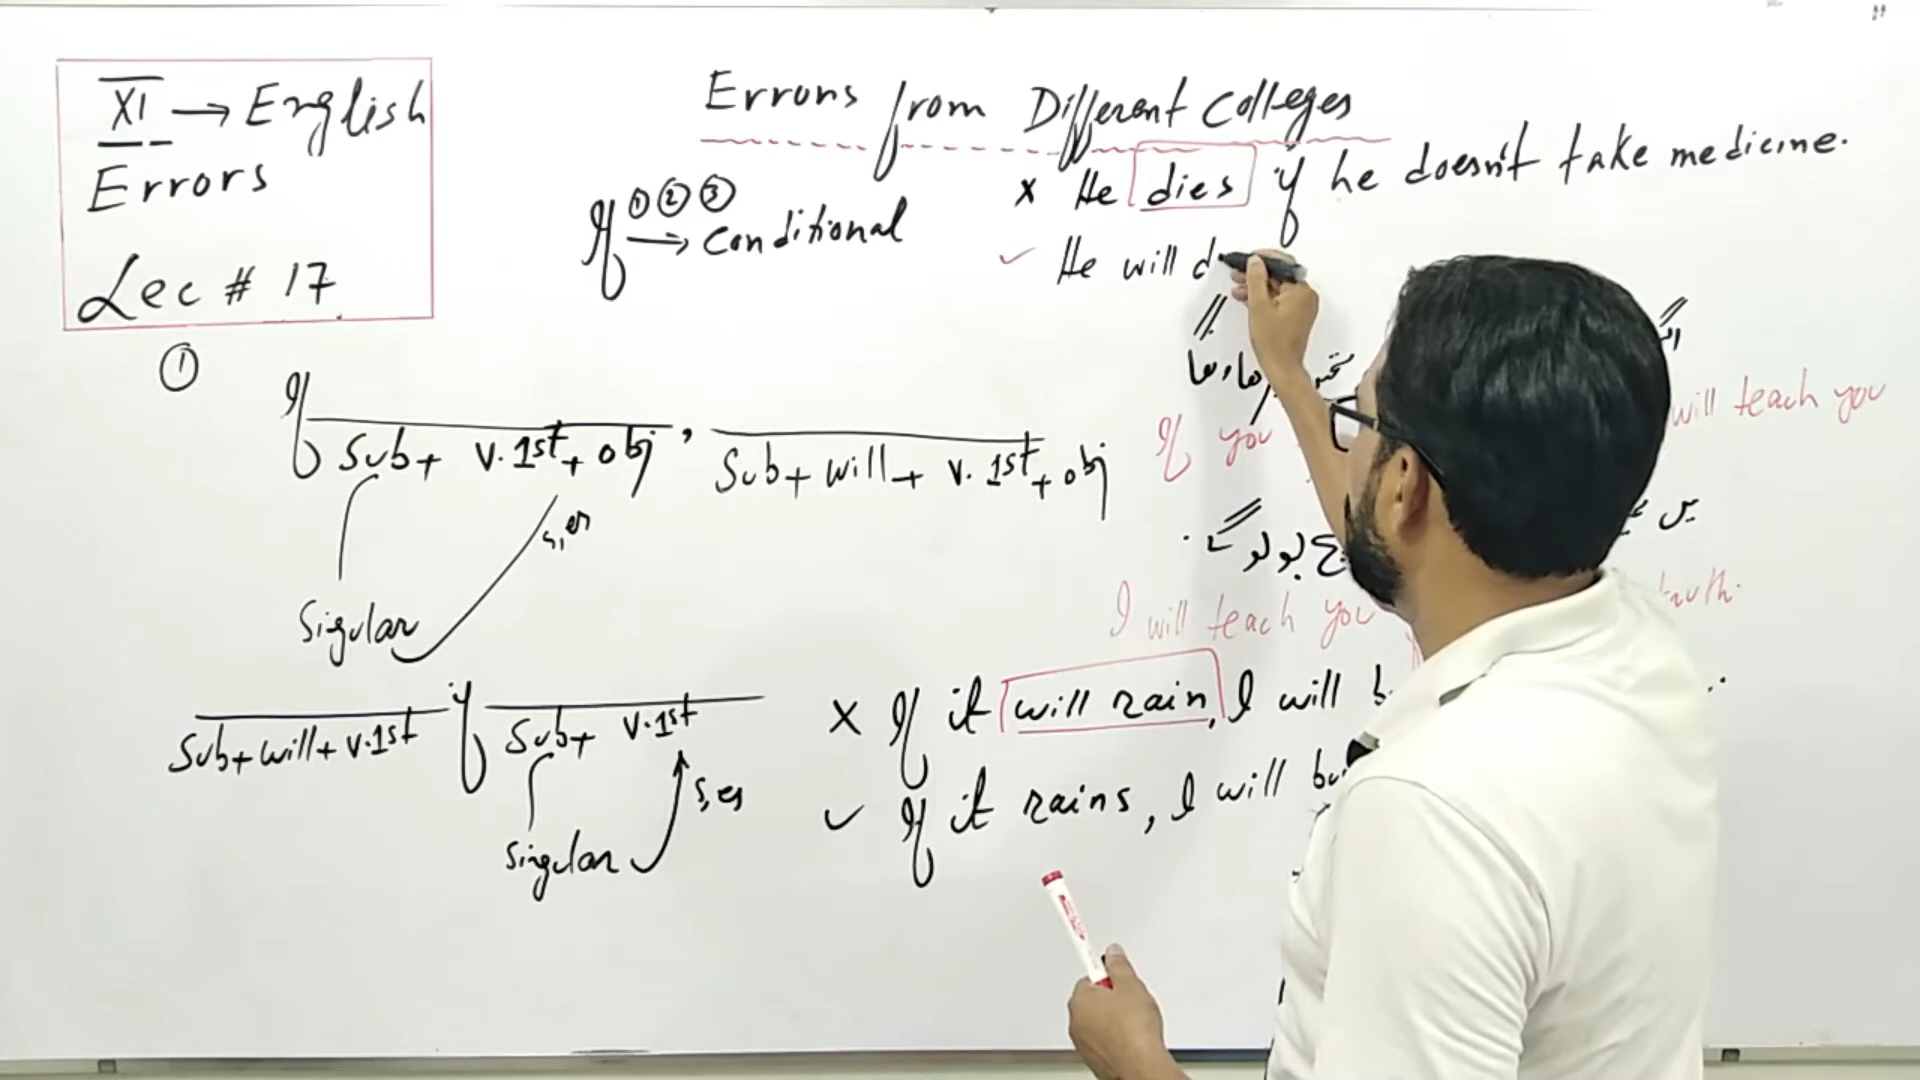 XI → English
Errors
Lec # 17
Errors from Different Colleges
If → Conditional
① ② ③
× He dies if he doesn't take medicine.
✓ He will d
①
If Sub + V.1st + obj , Sub + will + V.1st + obj
s, es
Sigular
If you will teach you
I will teach you truth.
Sub + will + V.1st if Sub + V.1st
s, es
Singular
× If it will rain, I will b
✓ If it rains, I will bu